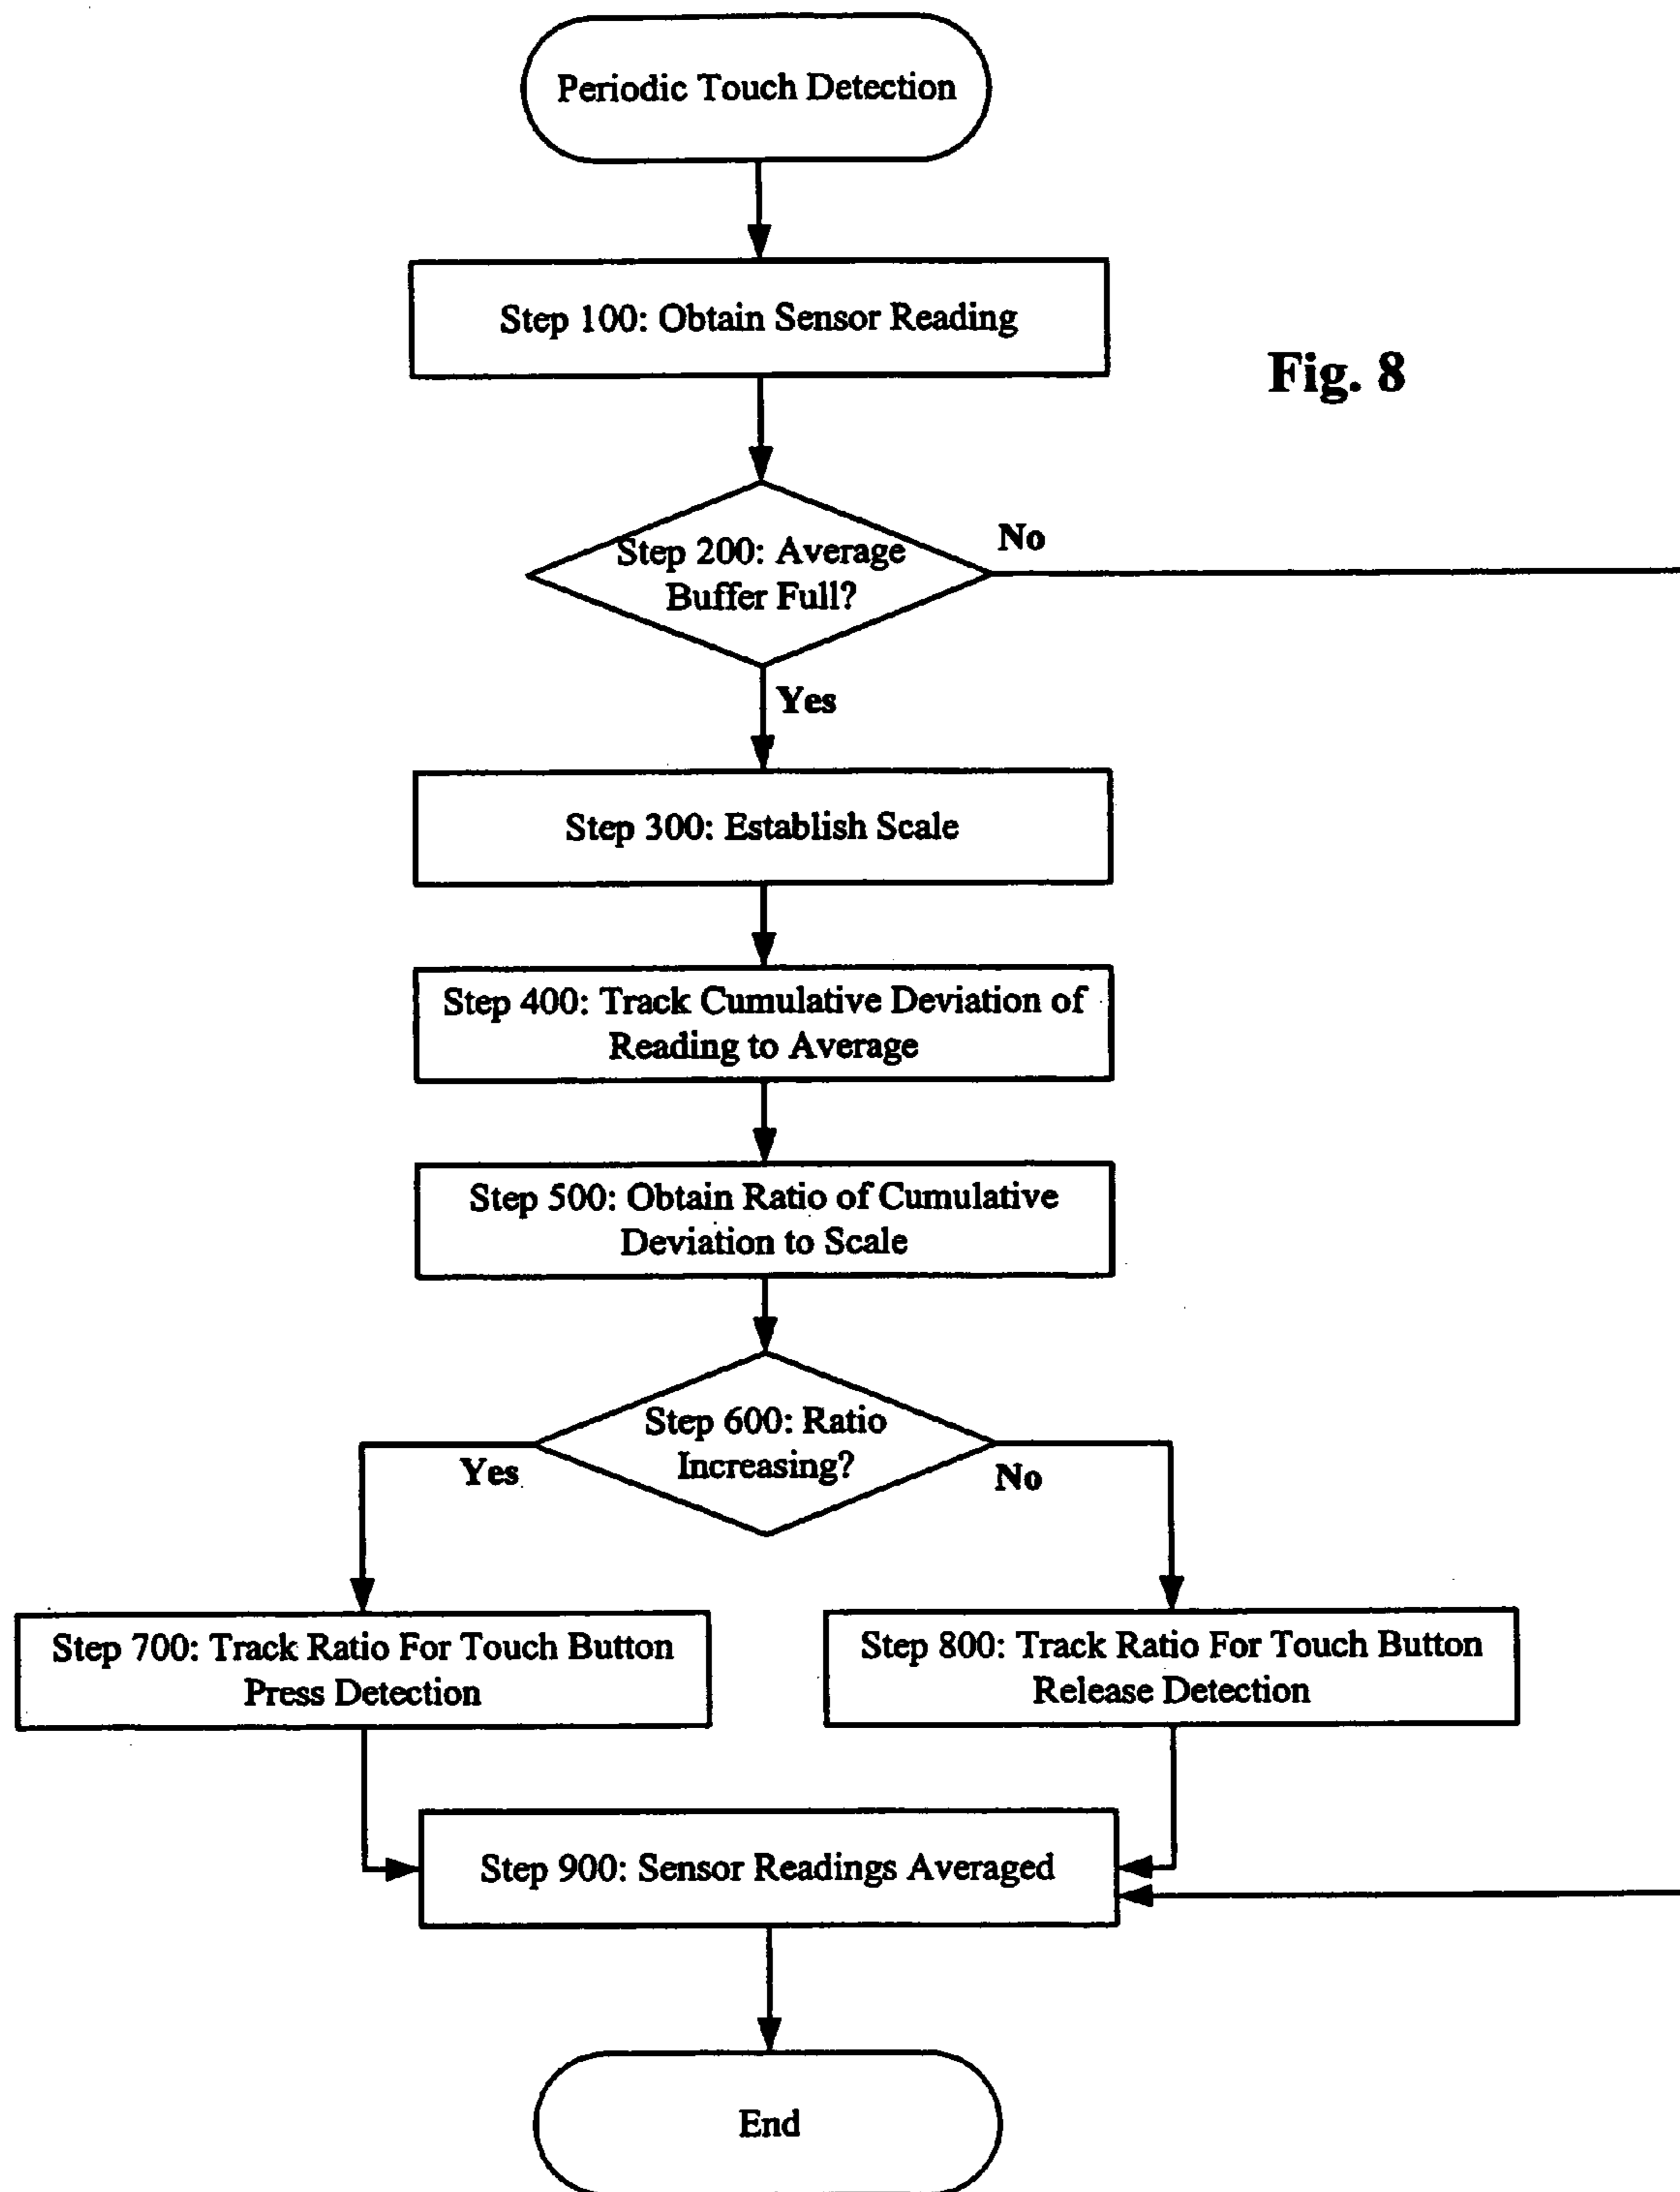 Periodic Touch Detection
Step 100: Obtain Sensor Reading
Fig. 8
Step 200: Average
Buffer Full?
No
Yes
Step 300: Establish Scale
Step 400: Track Cumulative Deviation of
Reading to Average
Step 500: Obtain Ratio of Cumulative
Deviation to Scale
Step 600: Ratio
Increasing?
Yes
No
Step 700: Track Ratio For Touch Button
Press Detection
Step 800: Track Ratio For Touch Button
Release Detection
Step 900: Sensor Readings Averaged
End